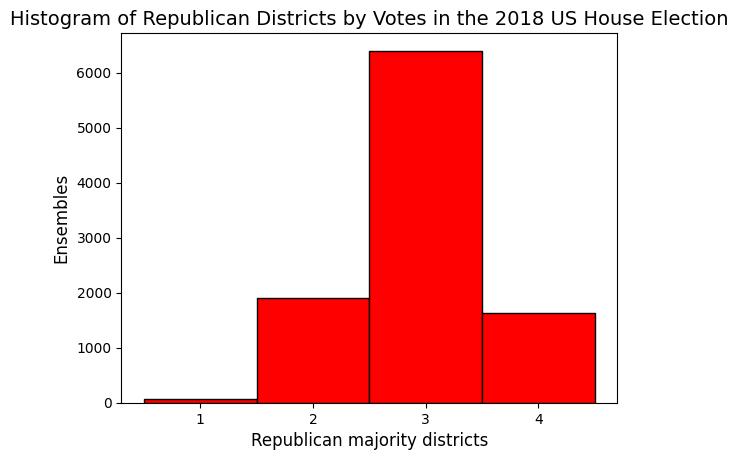 Histogram of Republican Districts by Votes in the 2018 US House Election
6000
5000
4000
3000
2000
1000
0
Ensembles
1 2 3 4
Republican majority districts